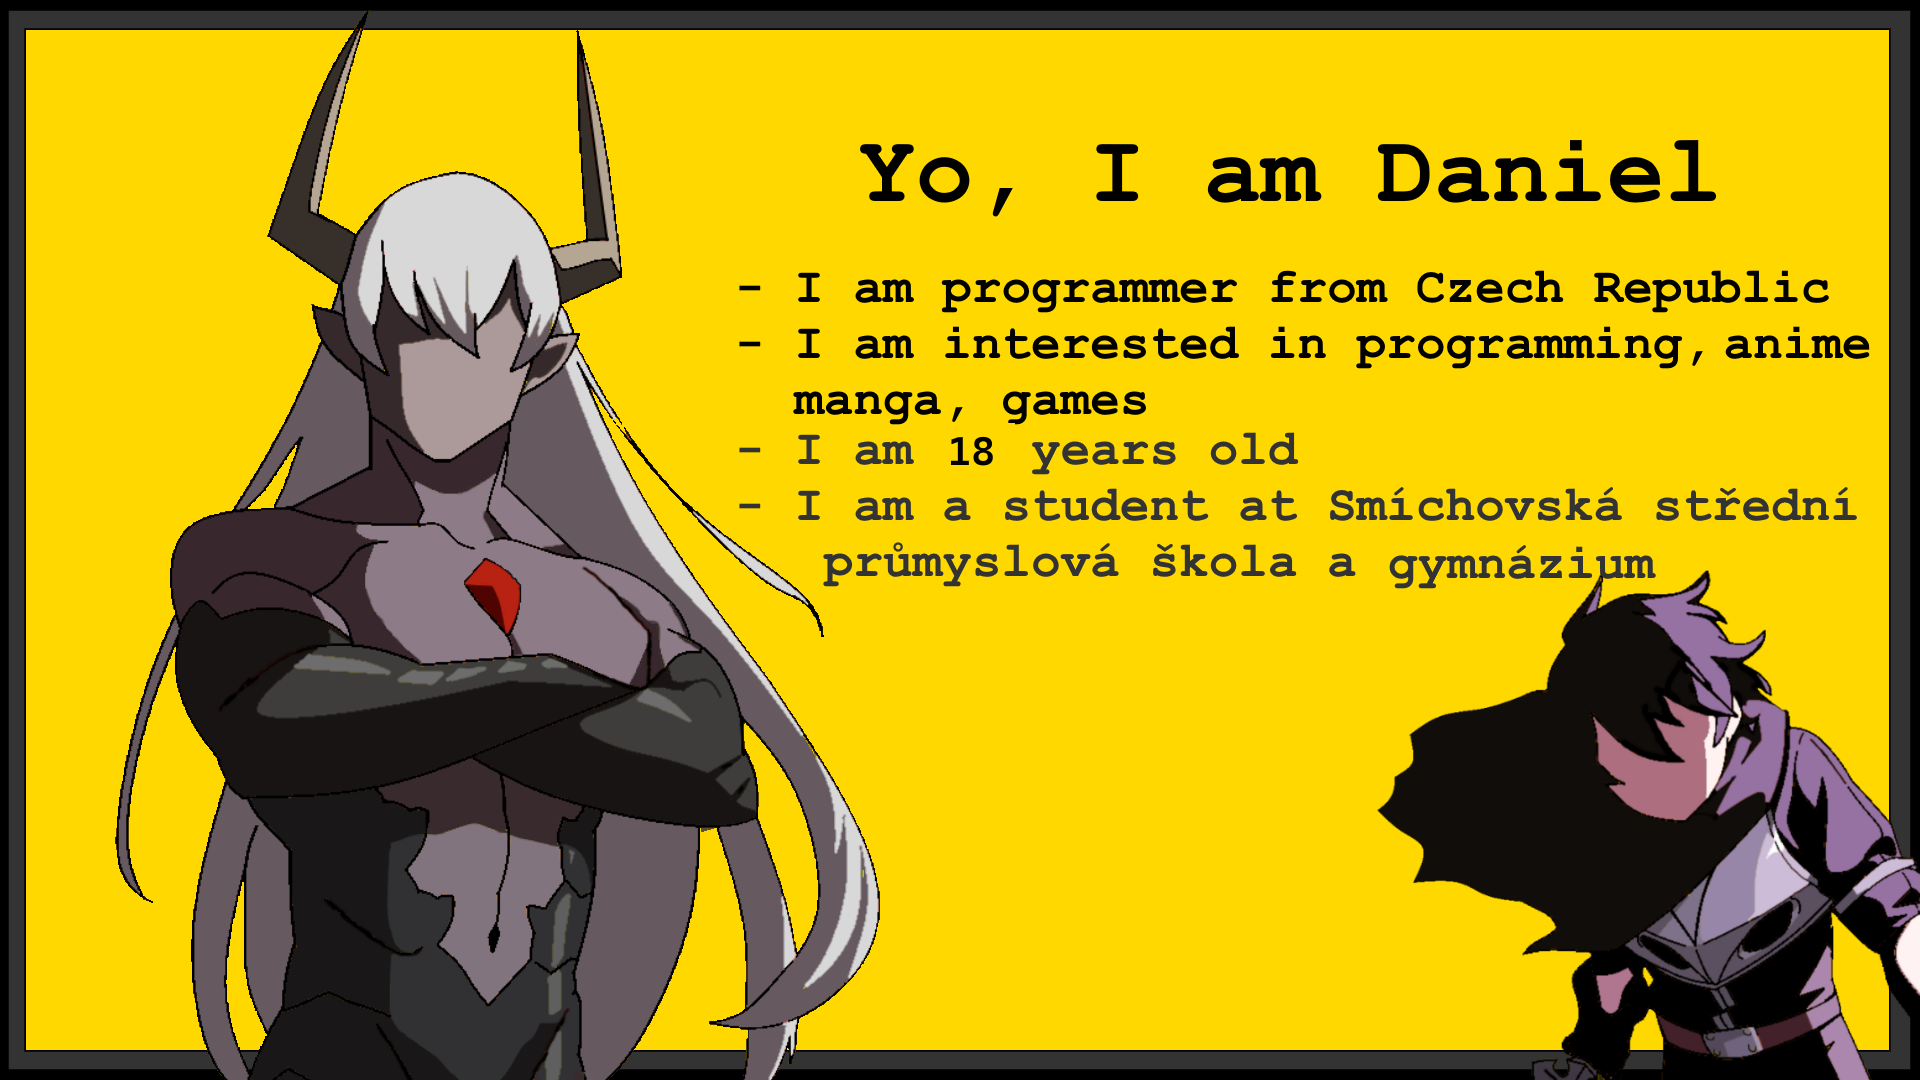 Yo, I am Daniel
- I am programmer from Czech Republic
- I am interested in programming, anime
manga, games
- I am 18 years old
- I am a student at Smíchovská střední
průmyslová škola a gymnázium